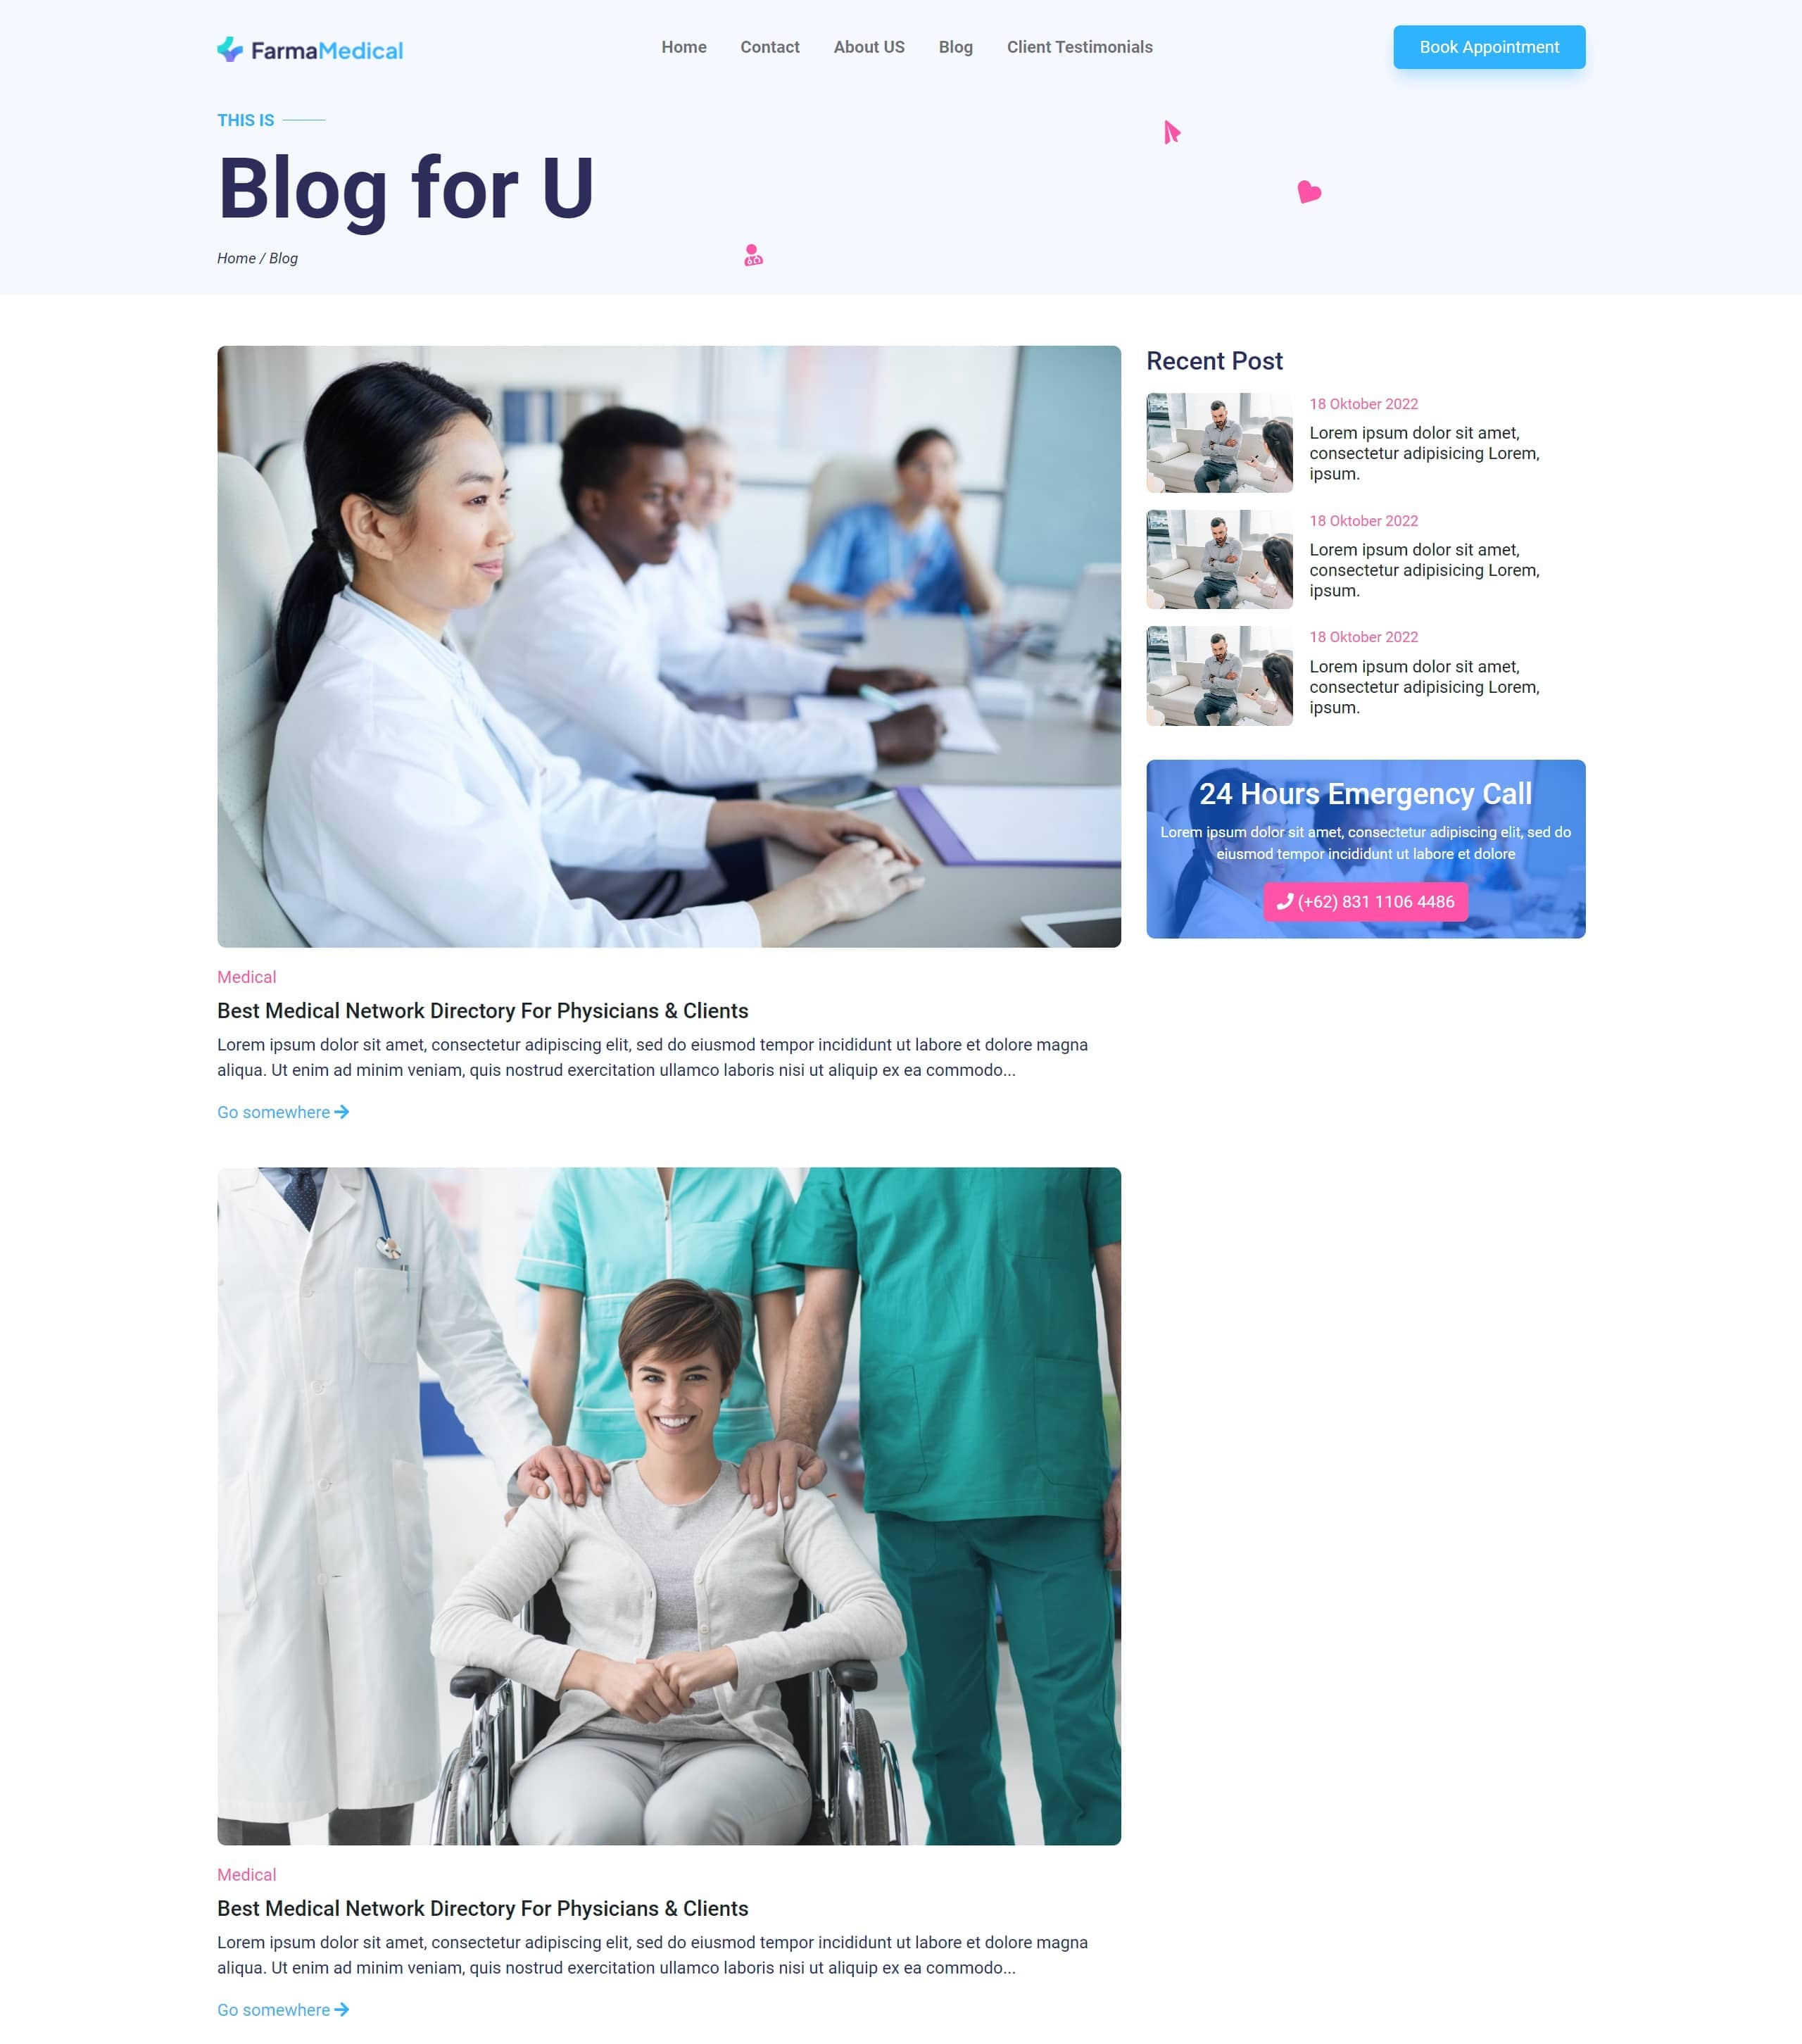 FarmaMedical
Home
Contact
About US
Blog
Client Testimonials
Book Appointment
THIS IS
Blog for U
Home / Blog
Medical
Best Medical Network Directory For Physicians & Clients
Lorem ipsum dolor sit amet, consectetur adipiscing elit, sed do eiusmod tempor incididunt ut labore et dolore magna
aliqua. Ut enim ad minim veniam, quis nostrud exercitation ullamco laboris nisi ut aliquip ex ea commodo...
Go somewhere
Medical
Best Medical Network Directory For Physicians & Clients
Lorem ipsum dolor sit amet, consectetur adipiscing elit, sed do eiusmod tempor incididunt ut labore et dolore magna
aliqua. Ut enim ad minim veniam, quis nostrud exercitation ullamco laboris nisi ut aliquip ex ea commodo...
Go somewhere
Recent Post
18 Oktober 2022
Lorem ipsum dolor sit amet,
consectetur adipisicing Lorem,
ipsum.
18 Oktober 2022
Lorem ipsum dolor sit amet,
consectetur adipisicing Lorem,
ipsum.
18 Oktober 2022
Lorem ipsum dolor sit amet,
consectetur adipisicing Lorem,
ipsum.
24 Hours Emergency Call
Lorem ipsum dolor sit amet, consectetur adipiscing elit, sed do
eiusmod tempor incididunt ut labore et dolore
(+62) 831 1106 4486